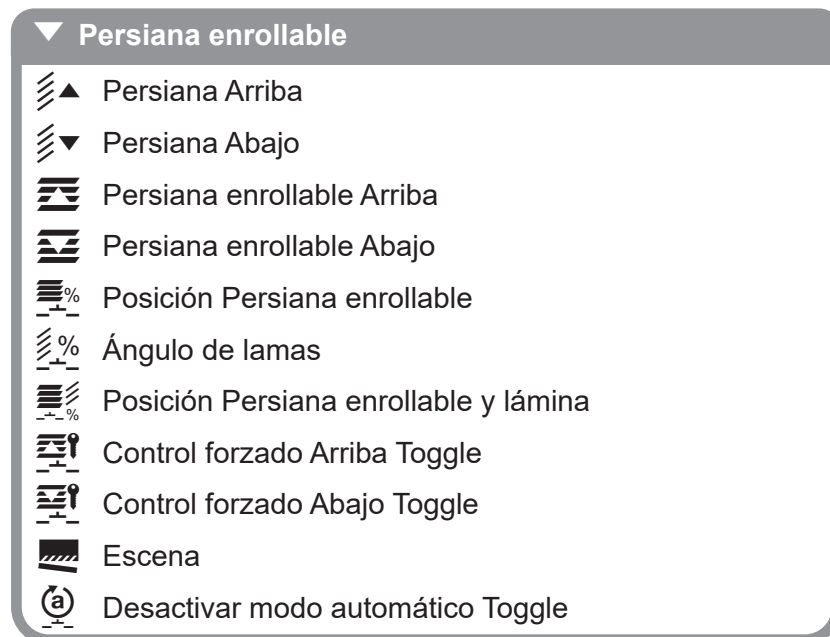 Persiana enrollable
Persiana Arriba
Persiana Abajo
Persiana enrollable Arriba
Persiana enrollable Abajo
% Posición Persiana enrollable
% Ángulo de lamas
% Posición Persiana enrollable y lámina
Control forzado Arriba Toggle
Control forzado Abajo Toggle
Escena
a Desactivar modo automático Toggle